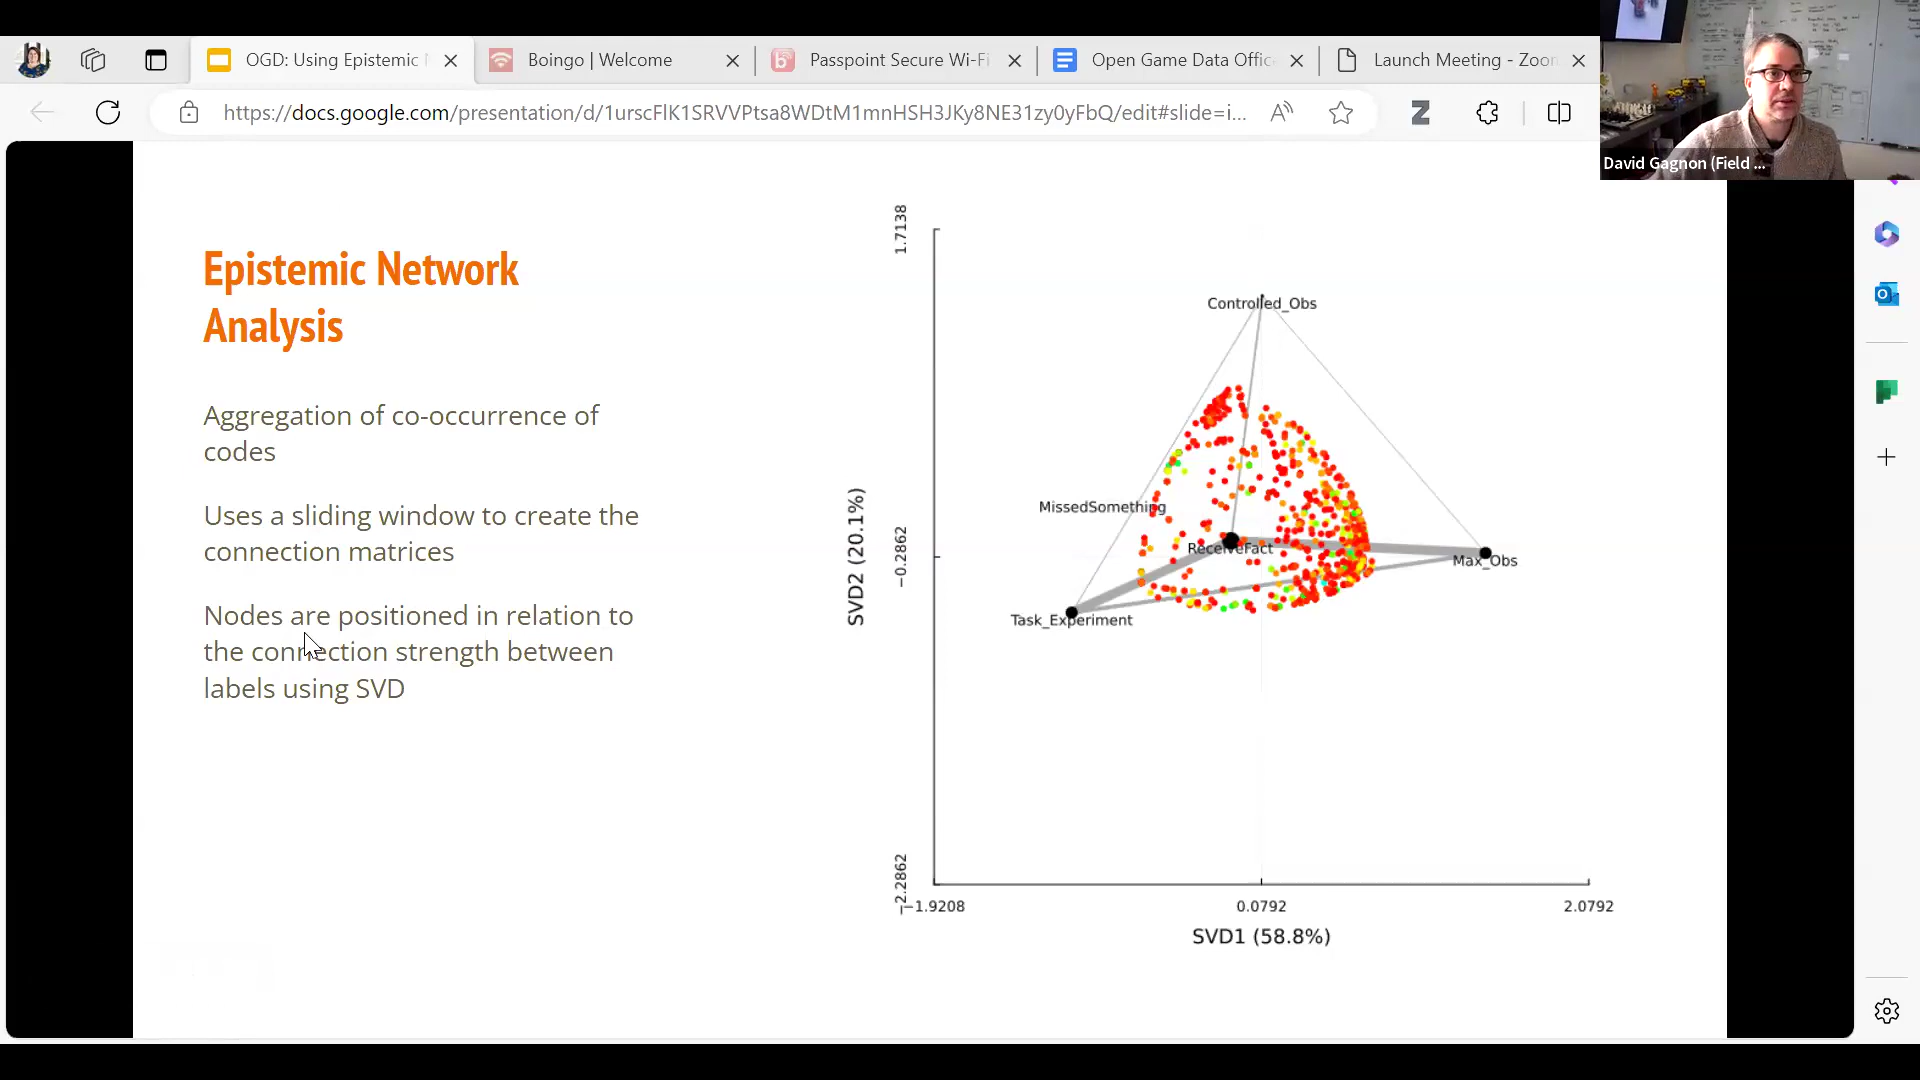 OGD: Using Epistemic
Boingo | Welcome
Passpoint Secure Wi-Fi
Open Game Data Offic
Launch Meeting - Zoom
https://docs.google.com/presentation/d/1urscFlK1SRVVPtsa8WDtM1mnHSH3JKy8NE31zy0yFbQ/edit#slide=i...
David Gagnon (Field ...
Epistemic Network
Analysis
Aggregation of co-occurrence of
codes
Uses a sliding window to create the
connection matrices
Nodes are positioned in relation to
the connection strength between
labels using SVD
1.7138
Controlled_Obs
MissedSomething
ReceiveFact
Max_Obs
Task_Experiment
SVD2 (20.1%)
−0.2862
−2.2862
−1.9208
0.0792
2.0792
SVD1 (58.8%)